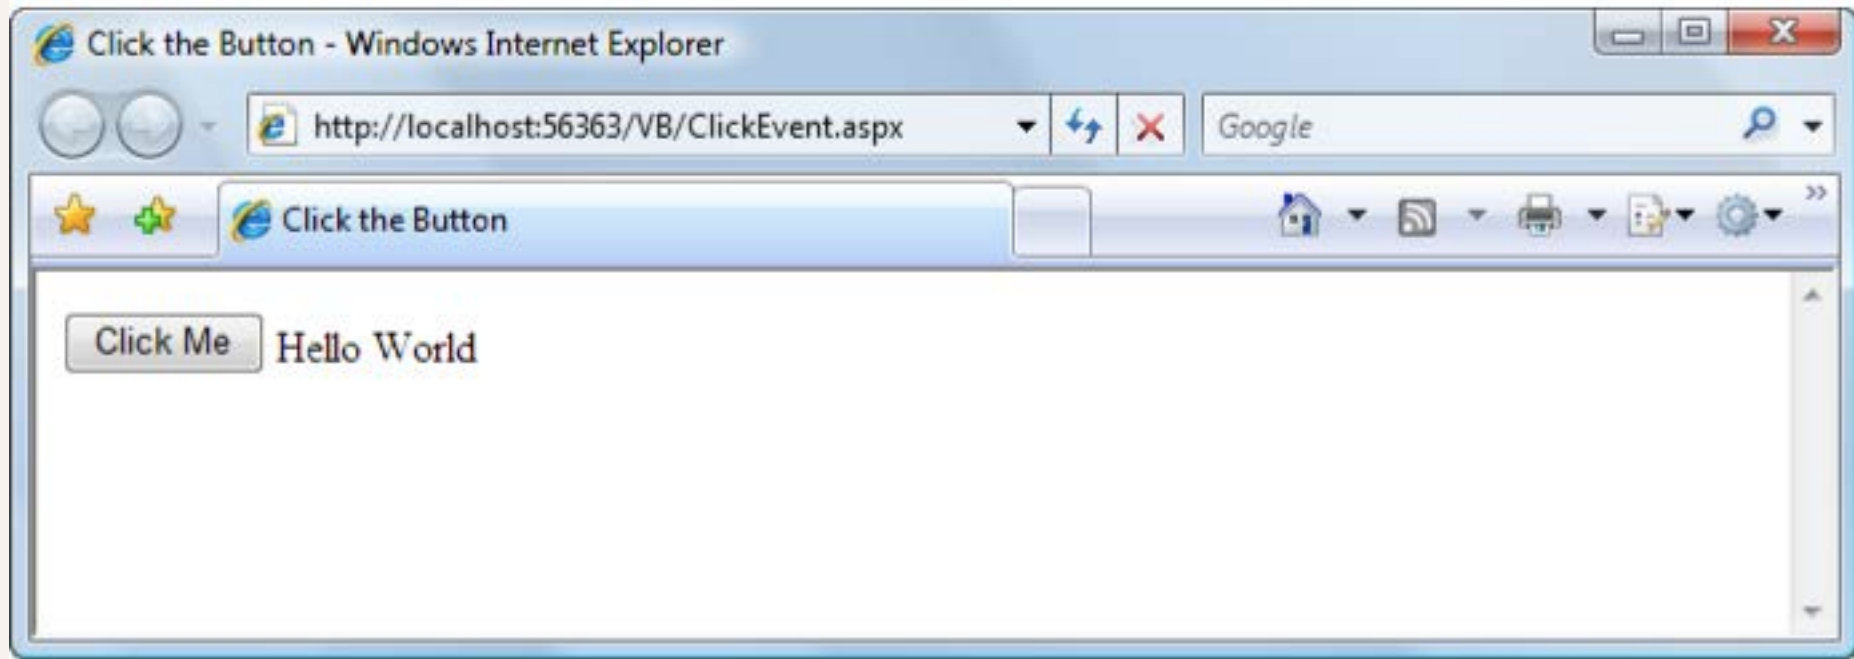 Click the Button - Windows Internet Explorer
http://localhost:56363/VB/ClickEvent.aspx Google
Click the Button
Click Me Hello World